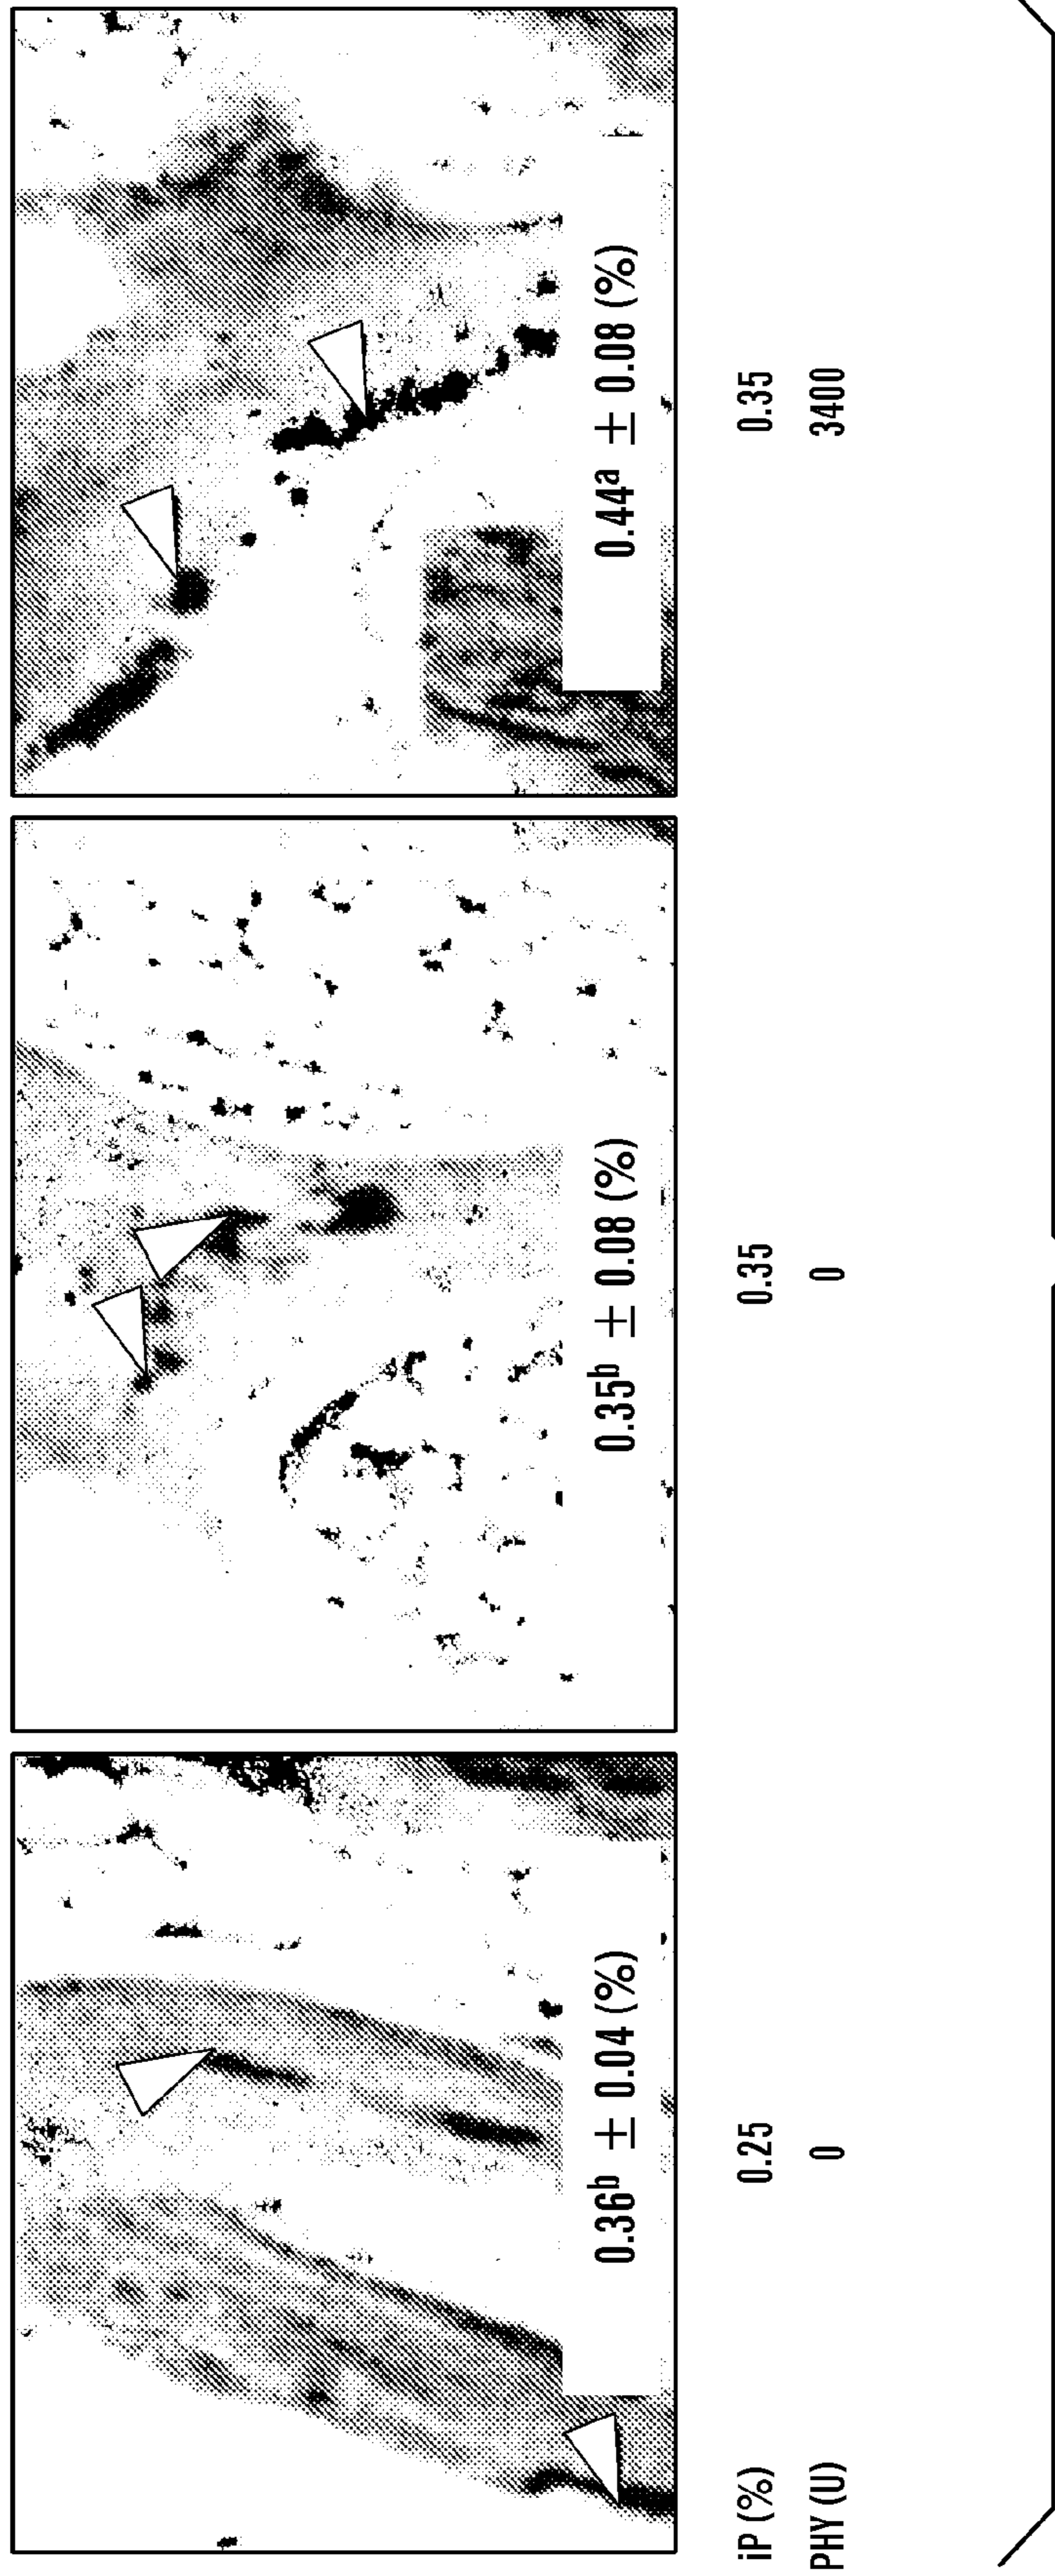 0.36ᵇ ± 0.04 (%)
0.35ᵇ ± 0.08 (%)
0.44ᵃ ± 0.08 (%)
iP (%) 0.25 0.35 0.35
PHY (U) 0 0 3400